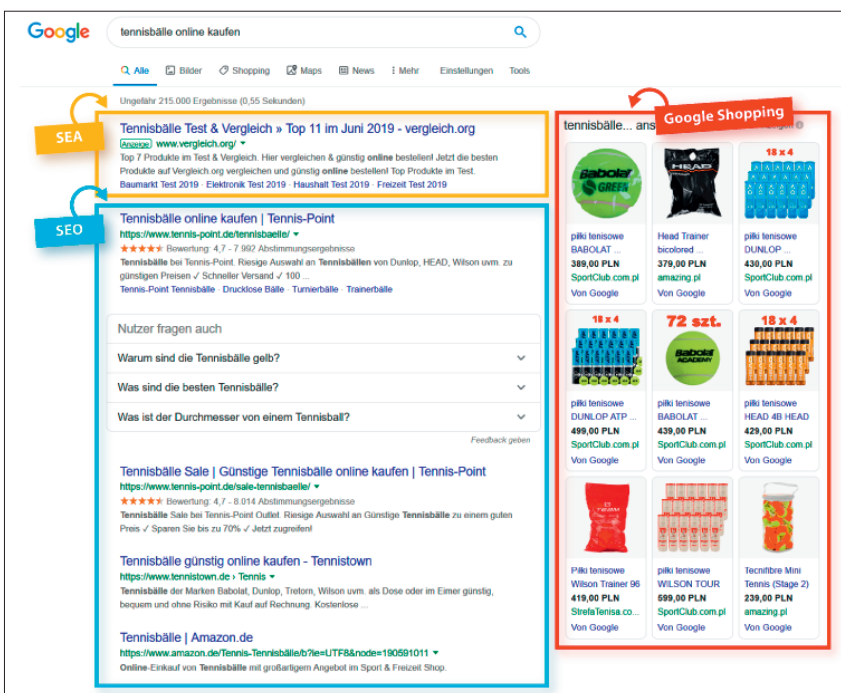 Google
tennisbälle online kaufen
Alle Bilder Shopping Maps News Mehr Einstellungen Tools
Ungefähr 215.000 Ergebnisse (0,55 Sekunden)
SEA
Tennisbälle Test & Vergleich » Top 11 im Juni 2019 - vergleich.org
Anzeige www.vergleich.org/
Top 7 Produkte im Test & Vergleich. Hier vergleichen & günstig online bestellen! Jetzt die besten
Produkte auf Vergleich.org vergleichen und günstig online bestellen! Top Produkte im Test.
Baumarkt Test 2019 · Elektronik Test 2019 · Haushalt Test 2019 · Freizeit Test 2019
SEO
Tennisbälle online kaufen | Tennis-Point
https://www.tennis-point.de/tennisbaelle/
Bewertung: 4,7 - 7.992 Abstimmungsergebnisse
Tennisbälle bei Tennis-Point. Riesige Auswahl an Tennisbällen von Dunlop, HEAD, Wilson uvm. zu
günstigen Preisen ✓ Schneller Versand ✓ 100 ...
Tennis-Point Tennisbälle · Drucklose Bälle · Turnierbälle · Trainerbälle
Nutzer fragen auch
Warum sind die Tennisbälle gelb?
Was sind die besten Tennisbälle?
Was ist der Durchmesser von einem Tennisball?
Feedback geben
Tennisbälle Sale | Günstige Tennisbälle online kaufen | Tennis-Point
https://www.tennis-point.de/sale-tennisbaelle/
Bewertung: 4,7 - 8.014 Abstimmungsergebnisse
Tennisbälle Sale bei Tennis-Point Outlet. Riesige Auswahl an Günstige Tennisbälle zu einem guten
Preis ✓ Sparen Sie bis zu 70% ✓ Jetzt zugreifen!
Tennisbälle günstig online kaufen - Tennistown
https://www.tennistown.de › Tennis
Tennisbälle der Marken Babolat, Dunlop, Tretorn, Wilson uvm. als Dose oder im Eimer günstig,
bequem und ohne Risiko mit Kauf auf Rechnung. Kostenlose ...
Tennisbälle | Amazon.de
https://www.amazon.de/Tennis-Tennisbälle/b?ie=UTF8&node=190591011
Online-Einkauf von Tennisbälle mit großartigem Angebot im Sport & Freizeit Shop.
Google Shopping
tennisbälle...
Babolat
GREEN
HEAD
18 x 4
piłki tenisowe
BABOLAT ...
389,00 PLN
SportClub.com.pl
Von Google
Head Trainer
bicolored ...
379,00 PLN
amazing.pl
Von Google
piłki tenisowe
DUNLOP ...
430,00 PLN
SportClub.com.pl
Von Google
18 x 4
72 szt.
Babolat
ACADEMY
18 x 4
piłki tenisowe
DUNLOP ATP ...
499,00 PLN
SportClub.com.pl
Von Google
piłki tenisowe
BABOLAT ...
439,00 PLN
SportClub.com.pl
Von Google
piłki tenisowe
HEAD 4B HEAD
429,00 PLN
SportClub.com.pl
Von Google
TEAM
Piłki tenisowe
Wilson Trainer 96
419,00 PLN
StrefaTenisa.co...
Von Google
piłki tenisowe
WILSON TOUR
599,00 PLN
SportClub.com.pl
Von Google
Tecnifibre Mini
Tennis (Stage 2)
239,00 PLN
amazing.pl
Von Google